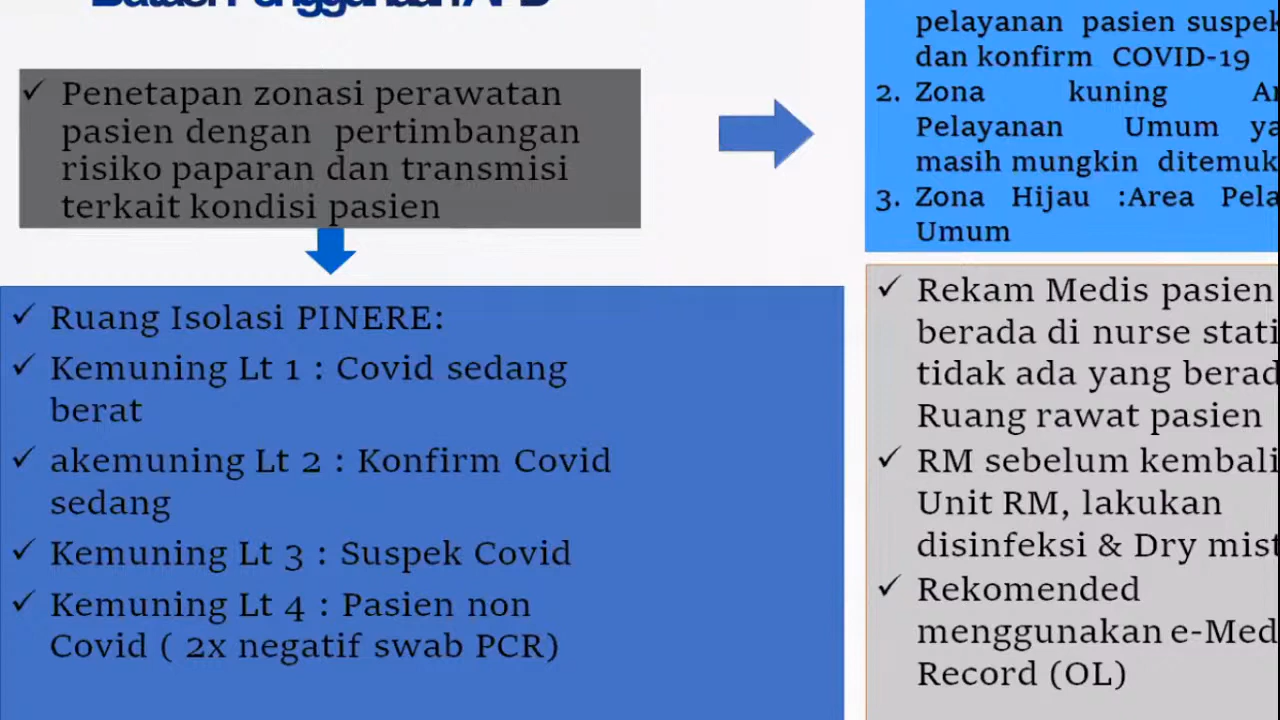 Penetapan zonasi perawatan
pasien dengan pertimbangan
risiko paparan dan transmisi
terkait kondisi pasien
pelayanan pasien suspek
dan konfirm COVID-19
2. Zona kuning
Pelayanan Umum
masih mungkin
3. Zona Hijau :Area
Umum
✓ Ruang Isolasi PINERE:
✓ Kemuning Lt 1 : Covid sedang
berat
✓ akemuning Lt 2 : Konfirm Covid
sedang
✓ Kemuning Lt 3 : Suspek Covid
✓ Kemuning Lt 4 : Pasien non
Covid ( 2x negatif swab PCR)
✓ Rekam Medis pasien
berada di nurse
tidak ada yang
Ruang rawat pasien
✓ RM sebelum kembali
Unit RM, lakukan
disinfeksi & Dry mist
✓ Rekomended
menggunakan
Record (OL)